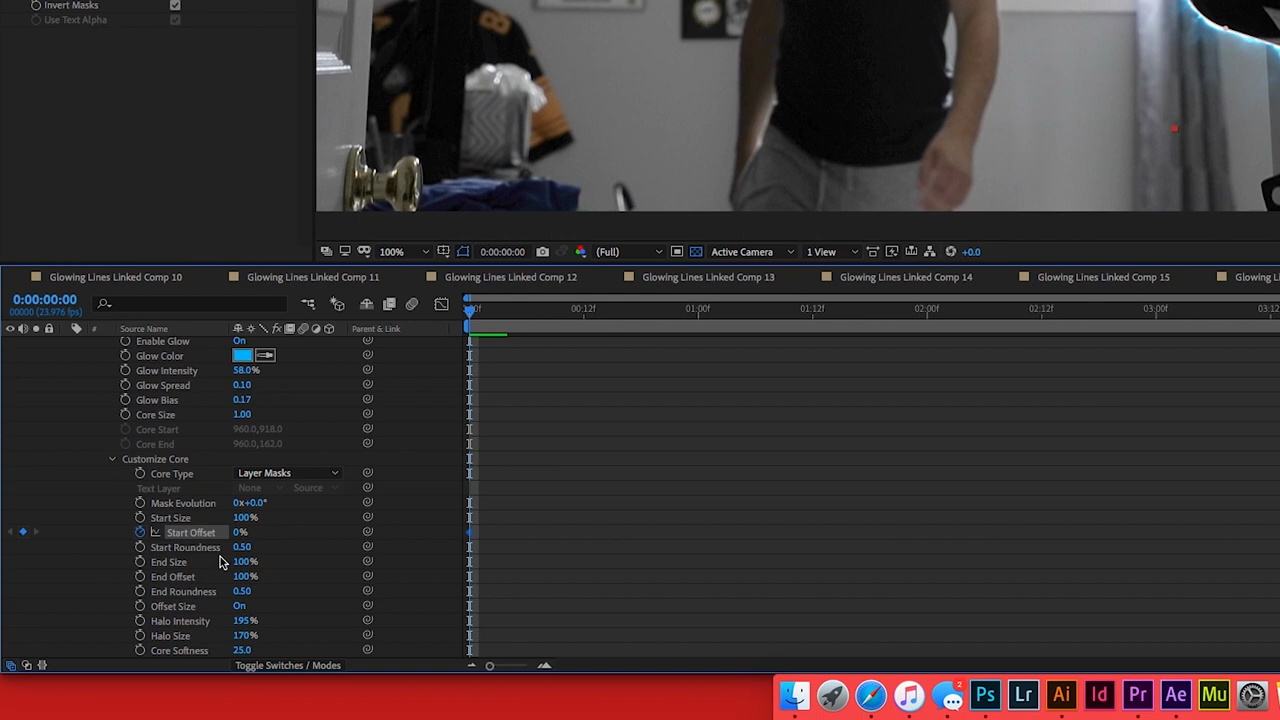 Invert Masks
Use Text Alpha
100%
0:00:00:00
(Full)
Active Camera
1 View
+0.0
Glowing Lines Linked Comp 10
Glowing Lines Linked Comp 11
Glowing Lines Linked Comp 12
Glowing Lines Linked Comp 13
Glowing Lines Linked Comp 14
Glowing Lines Linked Comp 15
Glowing Li
0:00:00:00
00000 (23.976 fps)
00:12f
01:00f
01:12f
02:00f
02:12f
03:00f
03:12
# Source Name fx Parent & Link
Enable Glow On
Glow Color
Glow Intensity 58.0%
Glow Spread 0.10
Glow Bias 0.17
Core Size 1.00
Core Start 960.0,918.0
Core End 960.0,162.0
Customize Core
Core Type Layer Masks
Text Layer None Source
Mask Evolution 0x+0.0°
Start Size 100%
Start Offset 0%
Start Roundness 0.50
End Size 100%
End Offset 100%
End Roundness 0.50
Offset Size On
Halo Intensity 195%
Halo Size 170%
Core Softness 25.0
Toggle Switches / Modes
2
Ps
Lr
Ai
Id
Pr
Ae
Mu